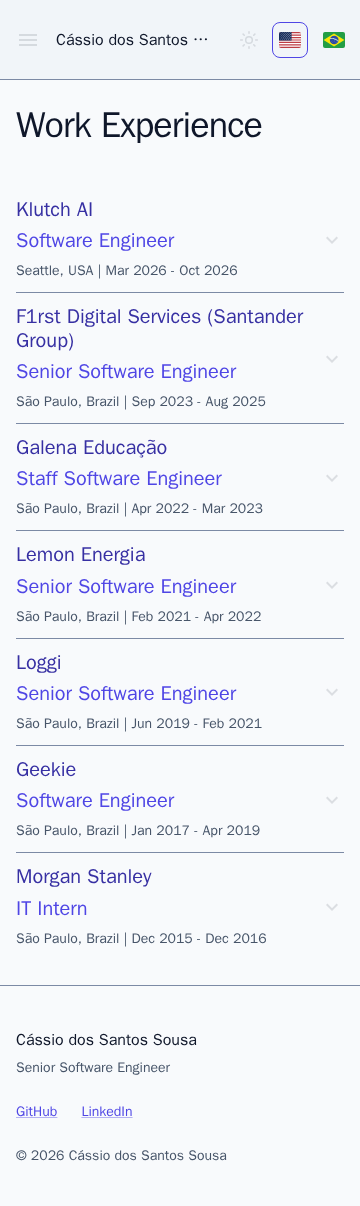 Cássio dos Santos ···
Work Experience
Klutch AI
Software Engineer
Seattle, USA | Mar 2026 - Oct 2026
F1rst Digital Services (Santander
Group)
Senior Software Engineer
São Paulo, Brazil | Sep 2023 - Aug 2025
Galena Educação
Staff Software Engineer
São Paulo, Brazil | Apr 2022 - Mar 2023
Lemon Energia
Senior Software Engineer
São Paulo, Brazil | Feb 2021 - Apr 2022
Loggi
Senior Software Engineer
São Paulo, Brazil | Jun 2019 - Feb 2021
Geekie
Software Engineer
São Paulo, Brazil | Jan 2017 - Apr 2019
Morgan Stanley
IT Intern
São Paulo, Brazil | Dec 2015 - Dec 2016
Cássio dos Santos Sousa
Senior Software Engineer
GitHub LinkedIn
© 2026 Cássio dos Santos Sousa